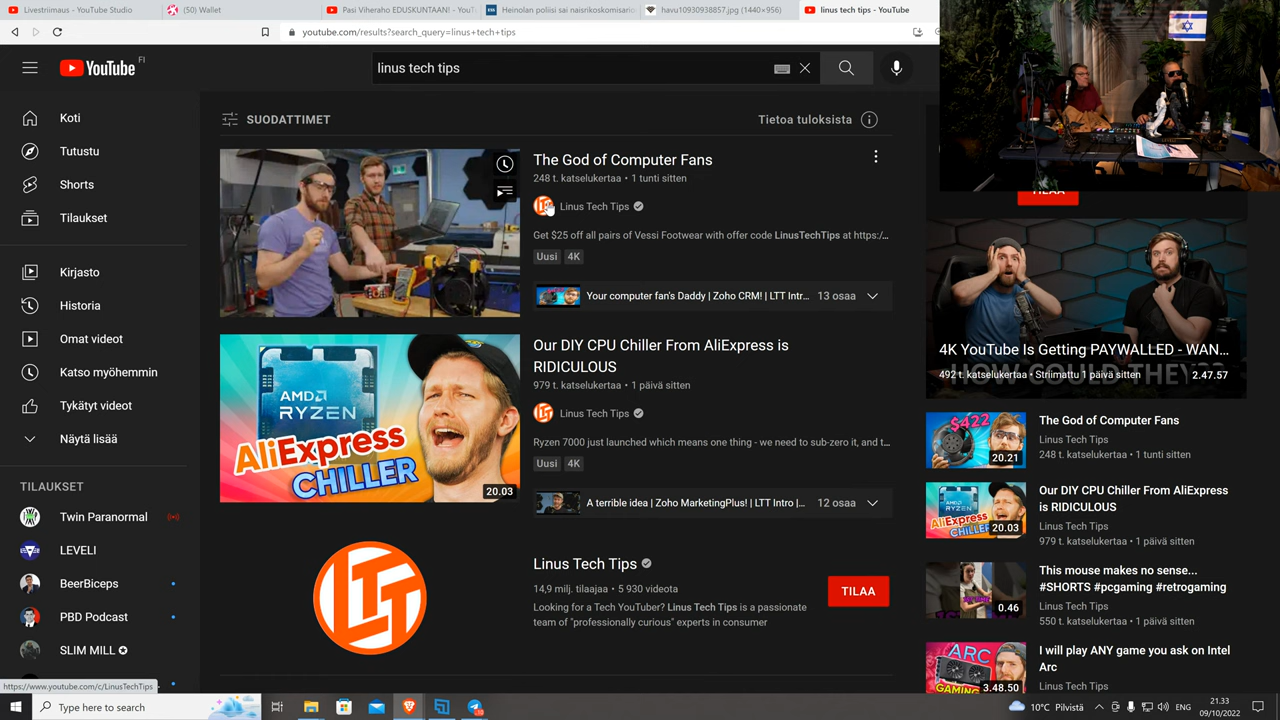 Livestriimaus - YouTube Studio
(50) Wallet
Pasi Viheraho EDUSKUNTAAN! - YouT
Heinolan poliisi sai naisrikoskomisario
havu10930938857.jpg (1440×956)
linus tech tips - YouTube
youtube.com/results?search_query=linus+tech+tips
YouTube FI
linus tech tips
Koti
Tutustu
Shorts
Tilaukset
Kirjasto
Historia
Omat videot
Katso myöhemmin
Tykätyt videot
Näytä lisää
TILAUKSET
Twin Paranormal
LEVELI
BeerBiceps
PBD Podcast
SLIM MILL
SUODATTIMET
Tietoa tuloksista
The God of Computer Fans
248 t. katselukertaa • 1 tunti sitten
Linus Tech Tips
Get $25 off all pairs of Vessi Footwear with offer code LinusTechTips at https:/...
Uusi 4K
Your computer fan's Daddy | Zoho CRM! | LTT Intr... 13 osaa
AMD
RYZEN
AliExpress
CHILLER
20.03
Our DIY CPU Chiller From AliExpress is
RIDICULOUS
979 t. katselukertaa • 1 päivä sitten
Linus Tech Tips
Ryzen 7000 just launched which means one thing - we need to sub-zero it, and t...
Uusi 4K
A terrible idea | Zoho MarketingPlus! | LTT Intro |... 12 osaa
LTT
Linus Tech Tips
14,9 milj. tilaajaa • 5 930 videota
Looking for a Tech YouTuber? Linus Tech Tips is a passionate
team of "professionally curious" experts in consumer
TILAA
TILAA
4K YouTube Is Getting PAYWALLED - WAN...
492 t. katselukertaa • Striimattu 1 päivä sitten
HOW COULD THEY?
2.47.57
$422
20.21
The God of Computer Fans
Linus Tech Tips
248 t. katselukertaa • 1 tunti sitten
AliExpress
CHILLER
20.03
Our DIY CPU Chiller From AliExpress
is RIDICULOUS
Linus Tech Tips
979 t. katselukertaa • 1 päivä sitten
0.46
This mouse makes no sense...
#SHORTS #pcgaming #retrogaming
Linus Tech Tips
550 t. katselukertaa • 1 päivä sitten
ARC
GAMING
3.48.50
I will play ANY game you ask on Intel
Arc
Linus Tech Tips
https://www.youtube.com/c/LinusTechTips
Type here to search
10°C Pilvistä
ENG
21.33
09/10/2022